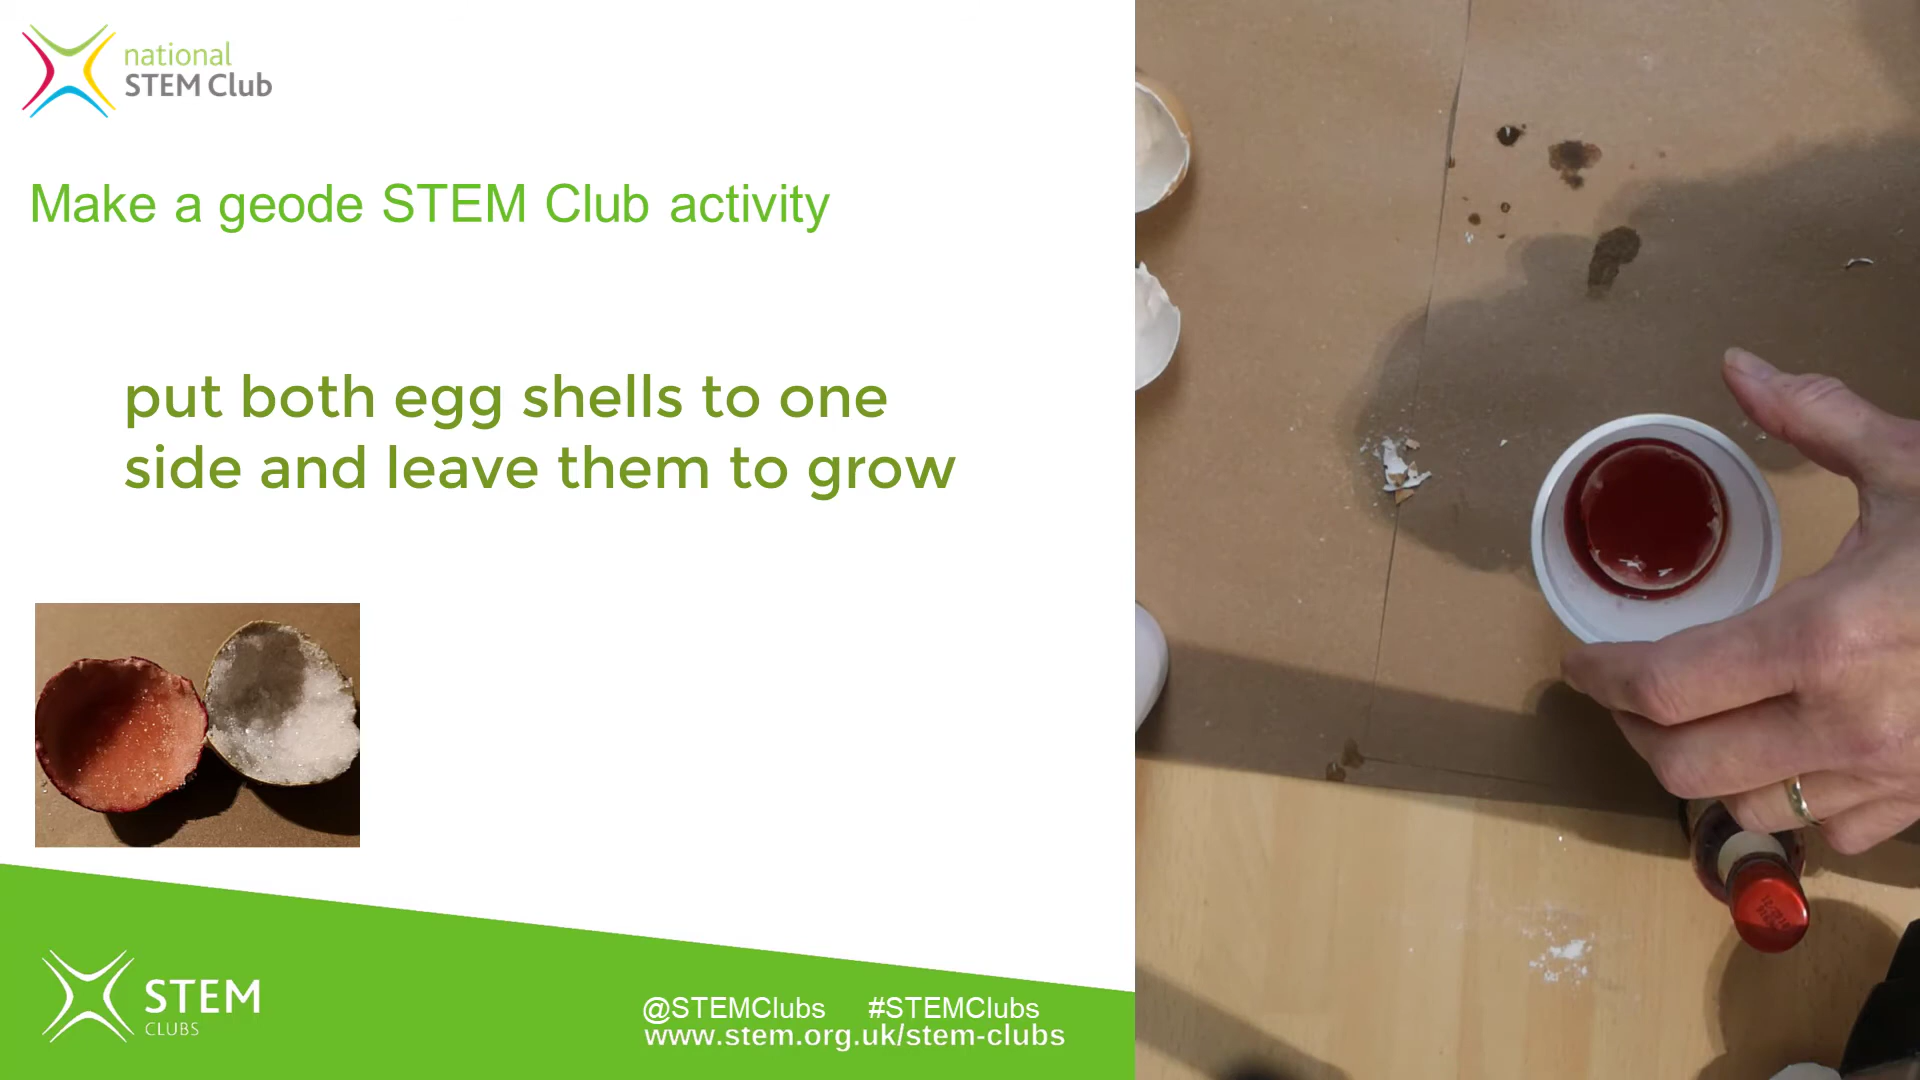 national
STEM Club
Make a geode STEM Club activity
put both egg shells to one
side and leave them to grow
STEM
CLUBS
@STEMClubs #STEMClubs
www.stem.org.uk/stem-clubs